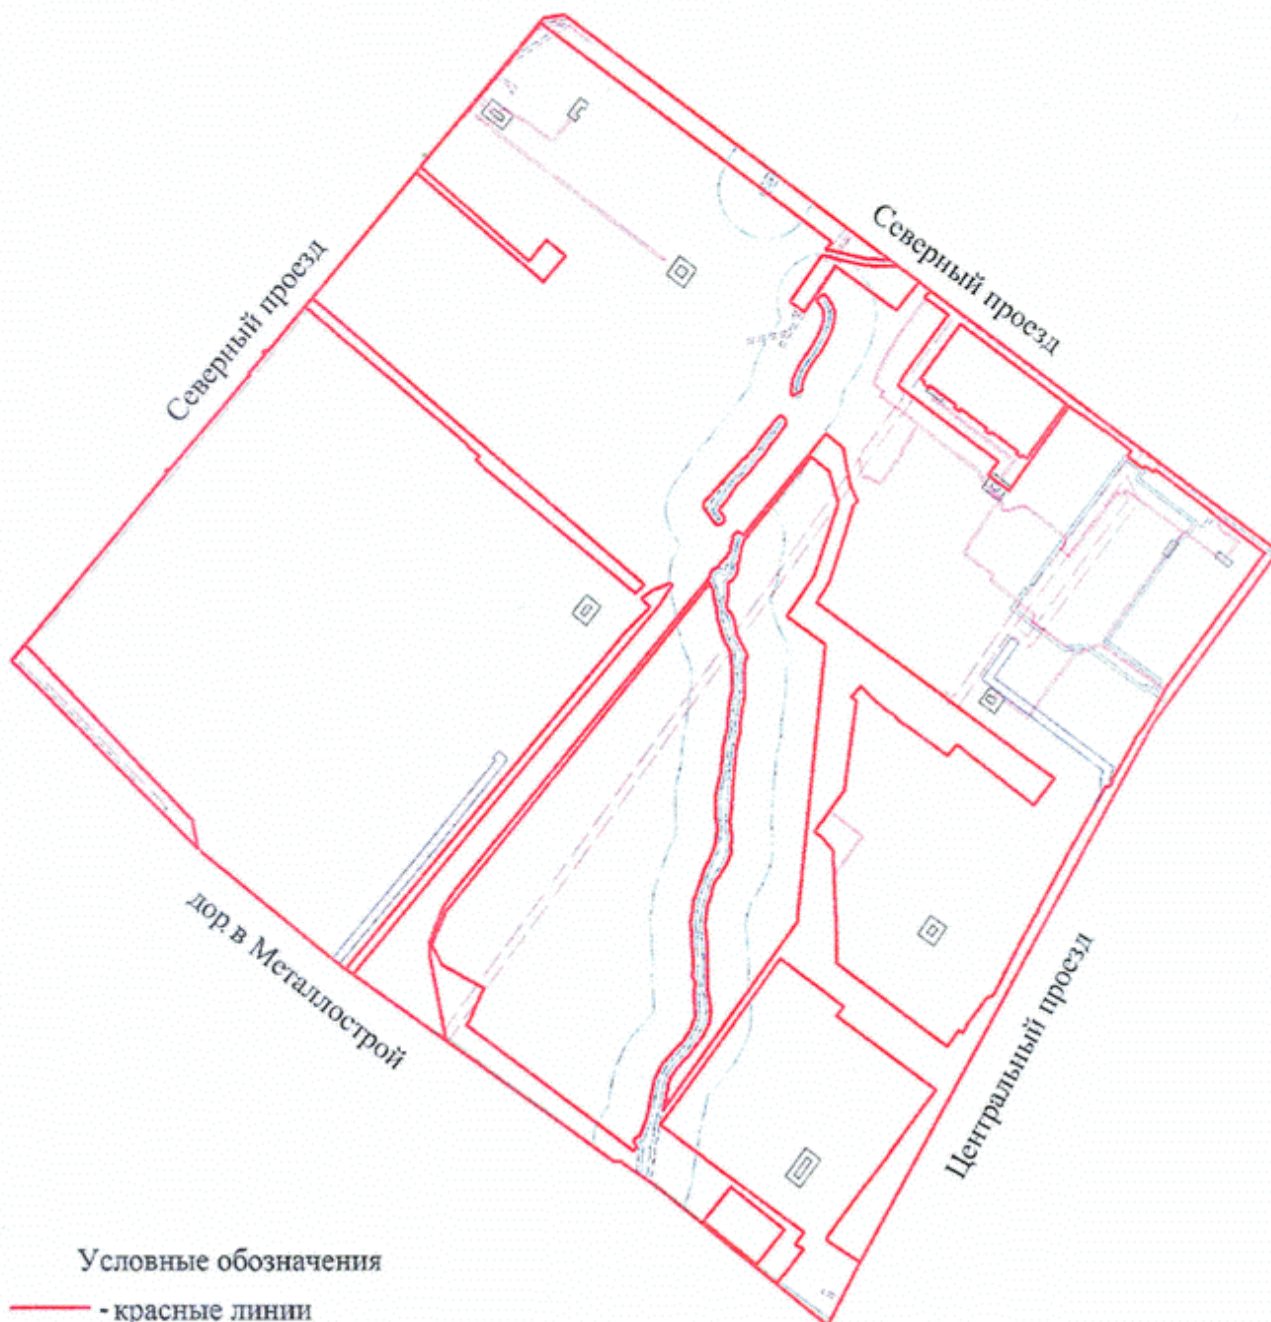 Северный проезд
Северный проезд
дор. в Металлострой
Центральный проезд
Условные обозначения
- красные линии